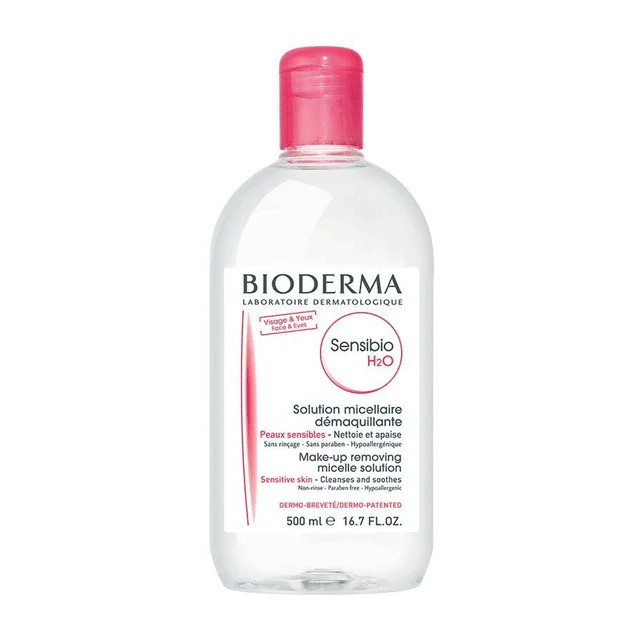 BIODERMA
LABORATOIRE DERMATOLOGIQUE
Visage & Yeux
Face & Eyes
Sensibio
H2O
Solution micellaire
démaquillante
Peaux sensibles - Nettoie et apaise
Sans rinçage - Sans paraben - Hypoallergénique
Make-up removing
micelle solution
Sensitive skin - Cleanses and soothes
Non-rinse - Paraben free - Hypoallergenic
DERMO-BREVETÉ/DERMO-PATENTED
500 ml ℮ 16.7 FL.OZ.